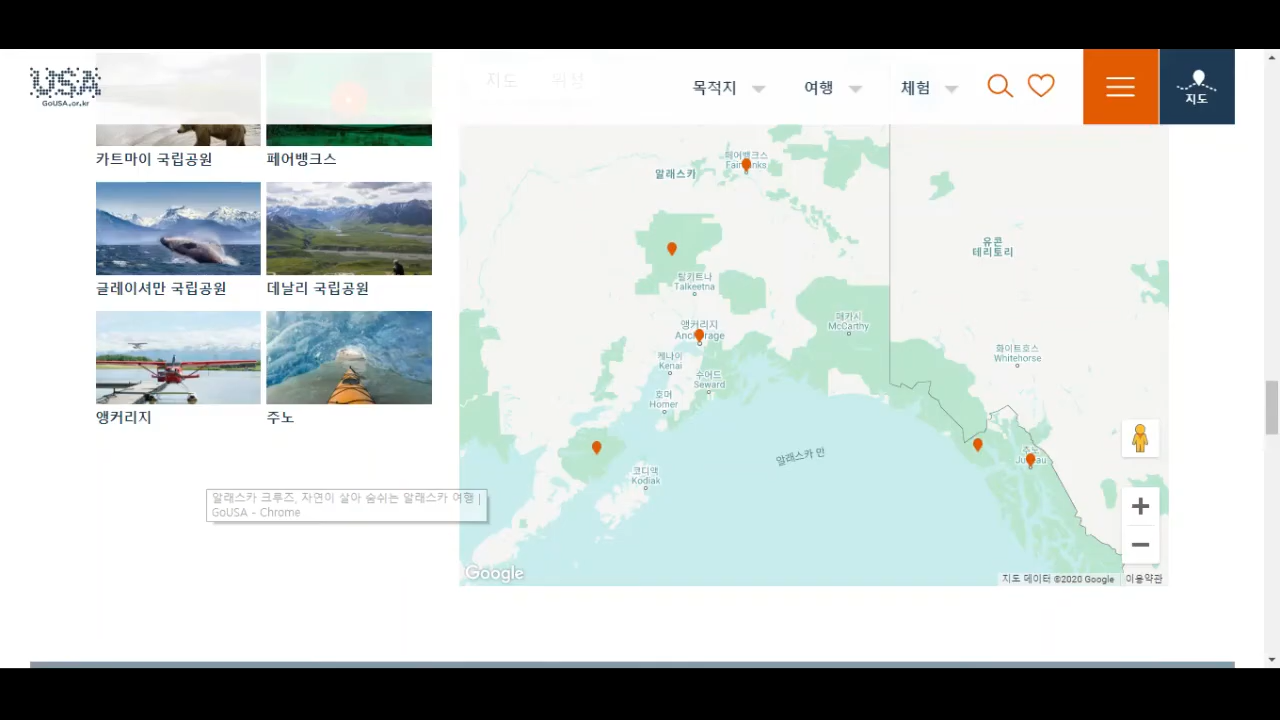 USA
GoUSA.or.kr
지도 위성
목적지 여행 체험
지도
카트마이 국립공원 페어뱅크스
글레이셔만 국립공원 데날리 국립공원
앵커리지 주노
페어뱅크스
Fairbanks
알래스카
유콘
테리토리
탈키트나
Talkeetna
매카시
McCarthy
앵커리지
Anchorage
화이트호스
Whitehorse
케나이
Kenai
수어드
Seward
호머
Homer
주노
Juneau
알래스카 만
코디액
Kodiak
알래스카 크루즈, 자연이 살아 숨쉬는 알래스카 여행 |
GoUSA - Chrome
Google
지도 데이터 ©2020 Google 이용약관